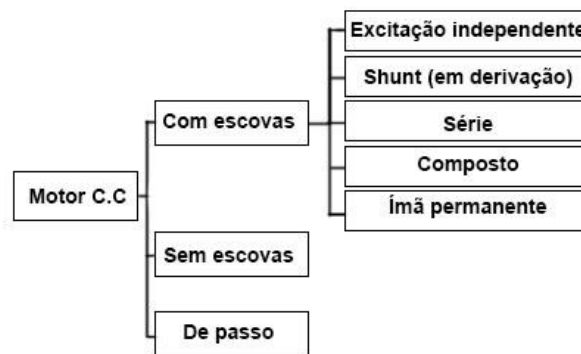 Motor C.C
Com escovas
Sem escovas
De passo
Excitação independente
Shunt (em derivação)
Série
Composto
Ímã permanente